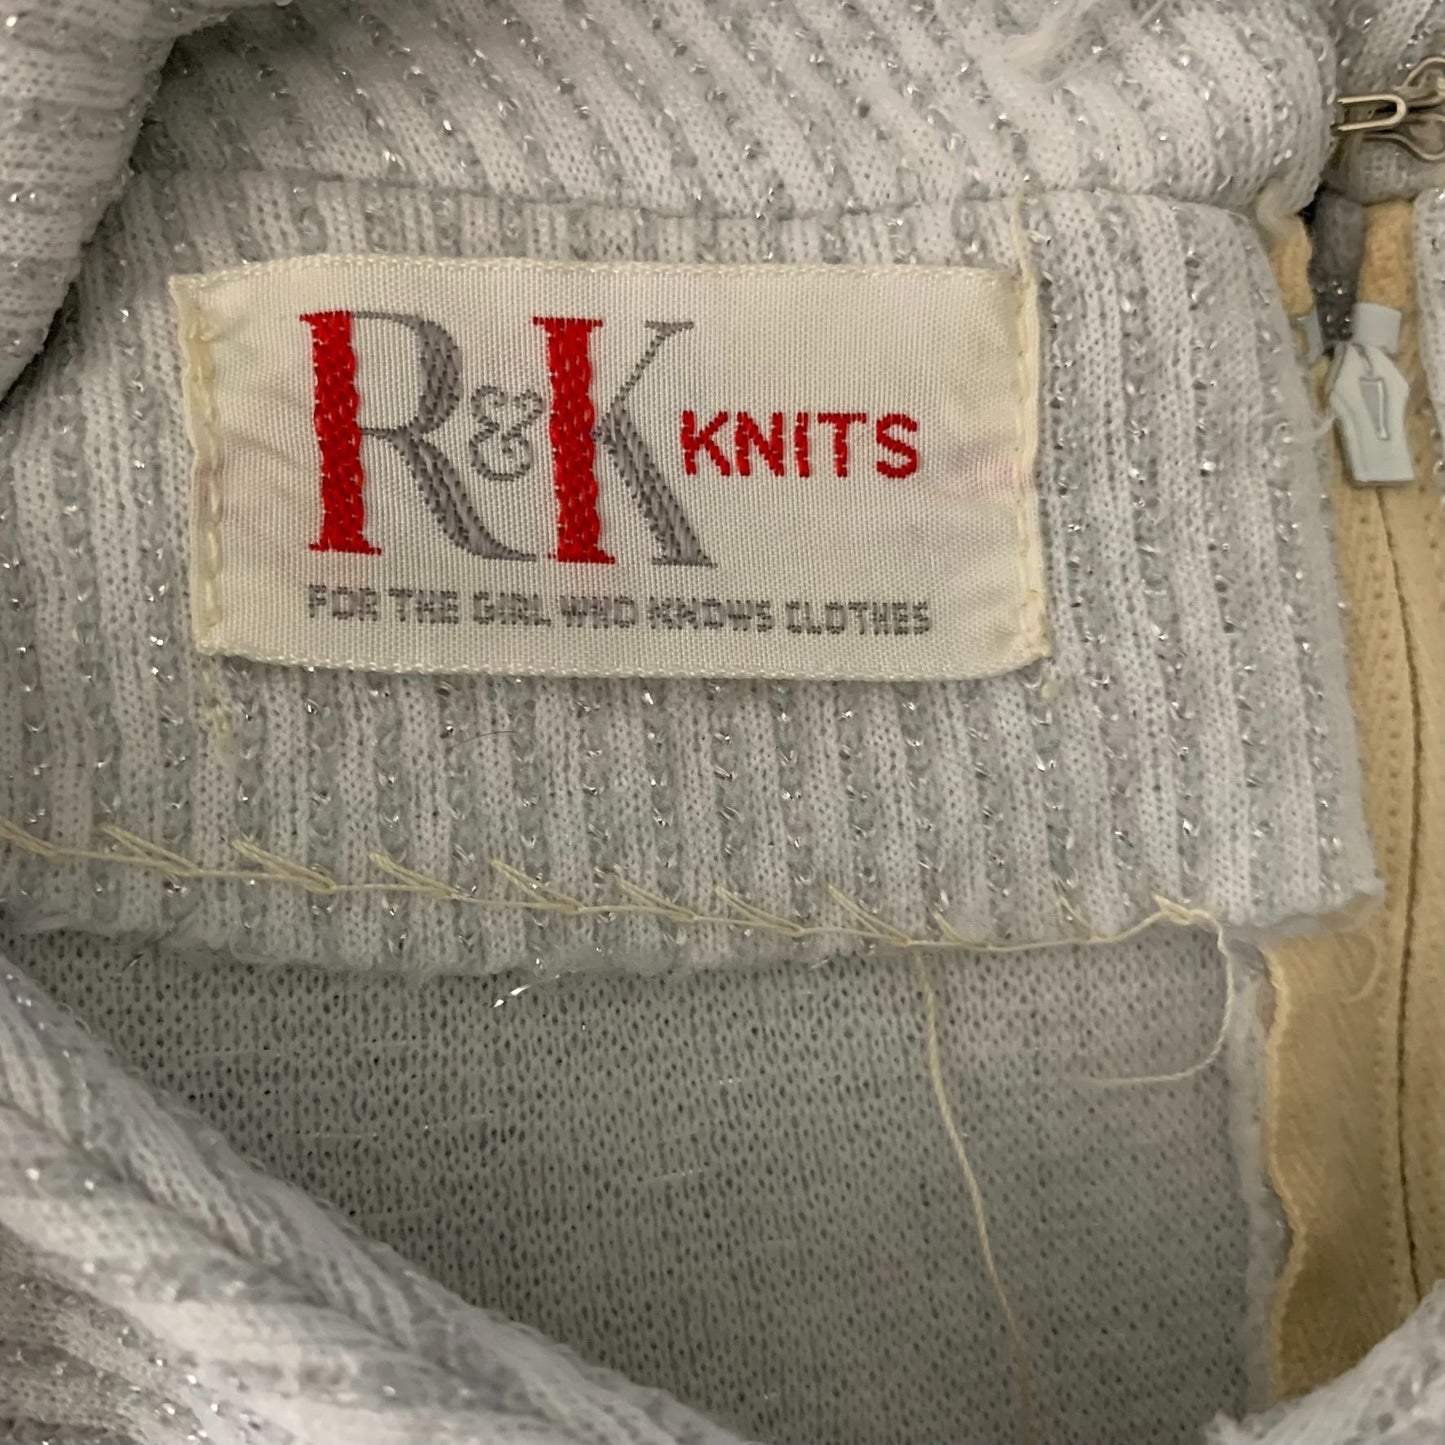 R&K KNITS
FOR THE GIRL WHO KNOWS CLOTHES